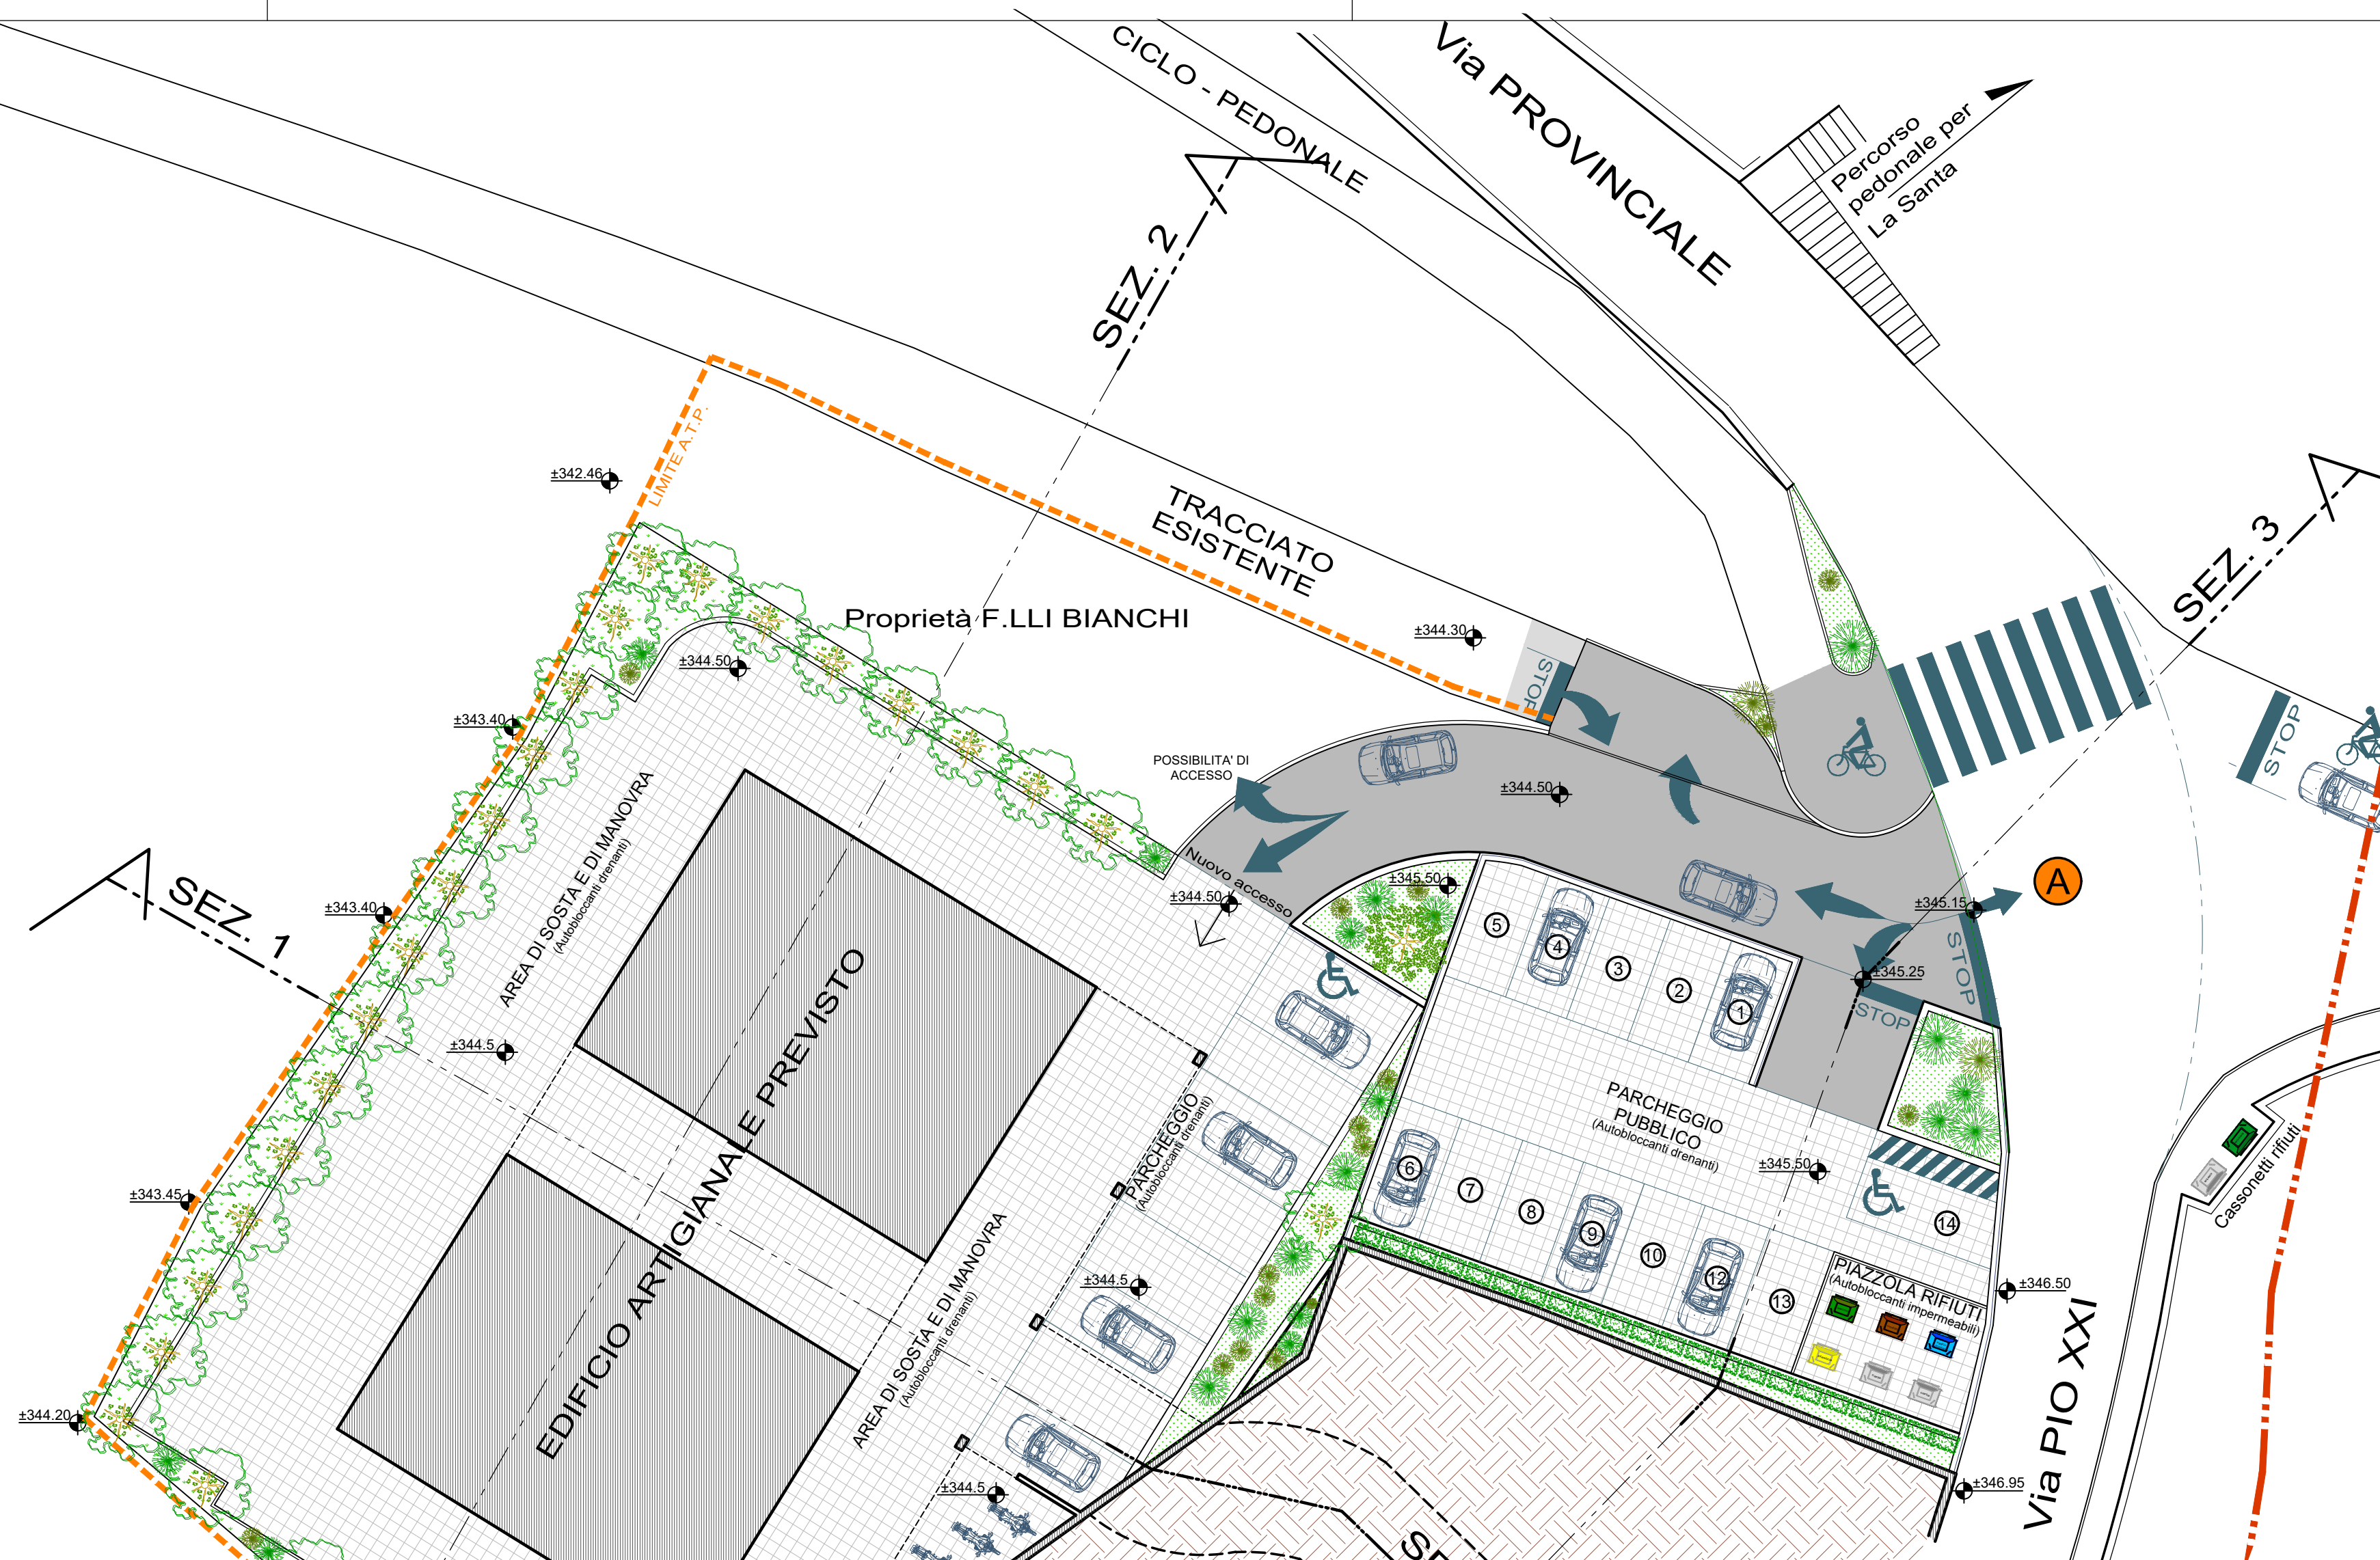 CICLO - PEDONALE
Via PROVINCIALE
Percorso
pedonale per
La Santa
SEZ. 2
SEZ. 3
LIMITE A.T.P.
±342.46
TRACCIATO
ESISTENTE
Proprietà F.LLI BIANCHI
±344.30
STOP
±344.50
±343.40
STOP
POSSIBILITA' DI
ACCESSO
±344.50
Nuovo accesso
±344.50
±345.50
A
±345.15
±345.25
STOP
STOP
SEZ. 1
±343.40
AREA DI SOSTA E DI MANOVRA
(Autobloccanti drenanti)
±344.5
EDIFICIO ARTIGIANALE PREVISTO
5
4
3
2
1
PARCHEGGIO
(Autobloccanti drenanti)
PARCHEGGIO
PUBBLICO
(Autobloccanti drenanti)
±345.50
6
7
8
9
10
12
13
14
Cassonetti rifiuti
±343.45
AREA DI SOSTA E DI MANOVRA
(Autobloccanti drenanti)
±344.5
PIAZZOLA RIFIUTI
(Autobloccanti impermeabili)
±346.50
±344.20
±344.5
±346.95
Via PIO XXI